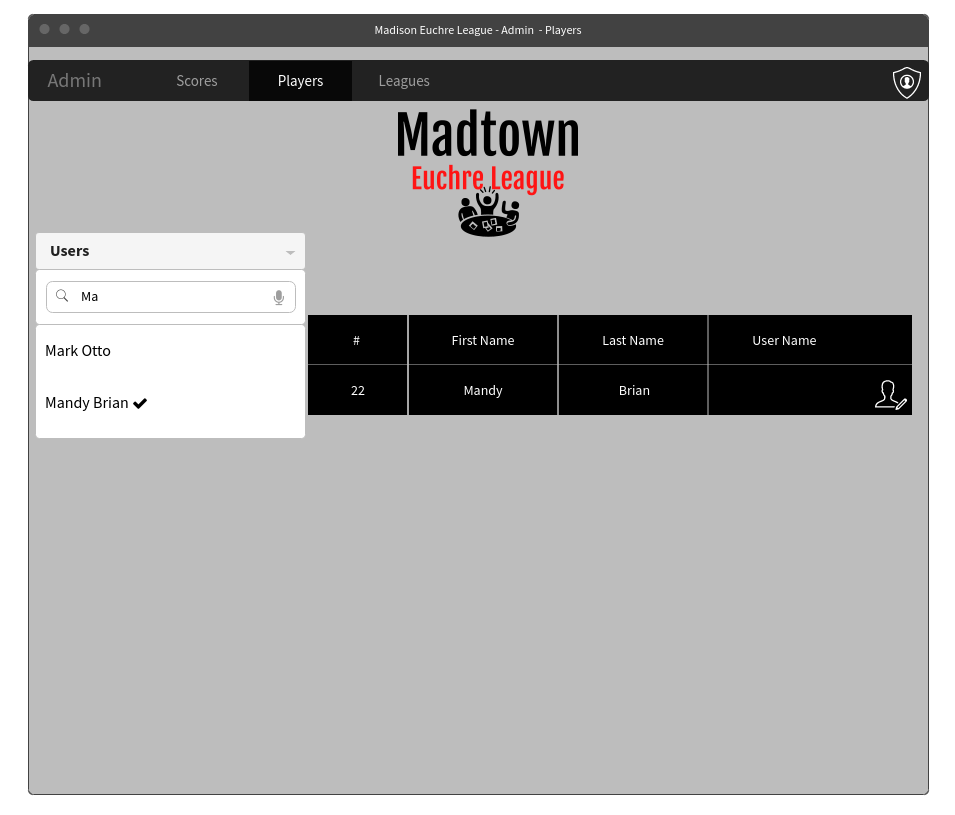 Madison Euchre League - Admin - Players
Admin Scores Players Leagues
Madtown
Euchre League
Users
Ma
Mark Otto
Mandy Brian
# First Name Last Name User Name
22 Mandy Brian